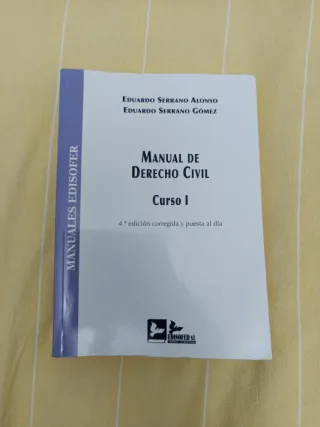 EDUARDO SERRANO ALONSO
EDUARDO SERRANO GÓMEZ
MANUAL DE
DERECHO CIVIL
Curso I
4.ª edición corregida y puesta al día
MANUALES EDISOFER
EDISOFER S.L.